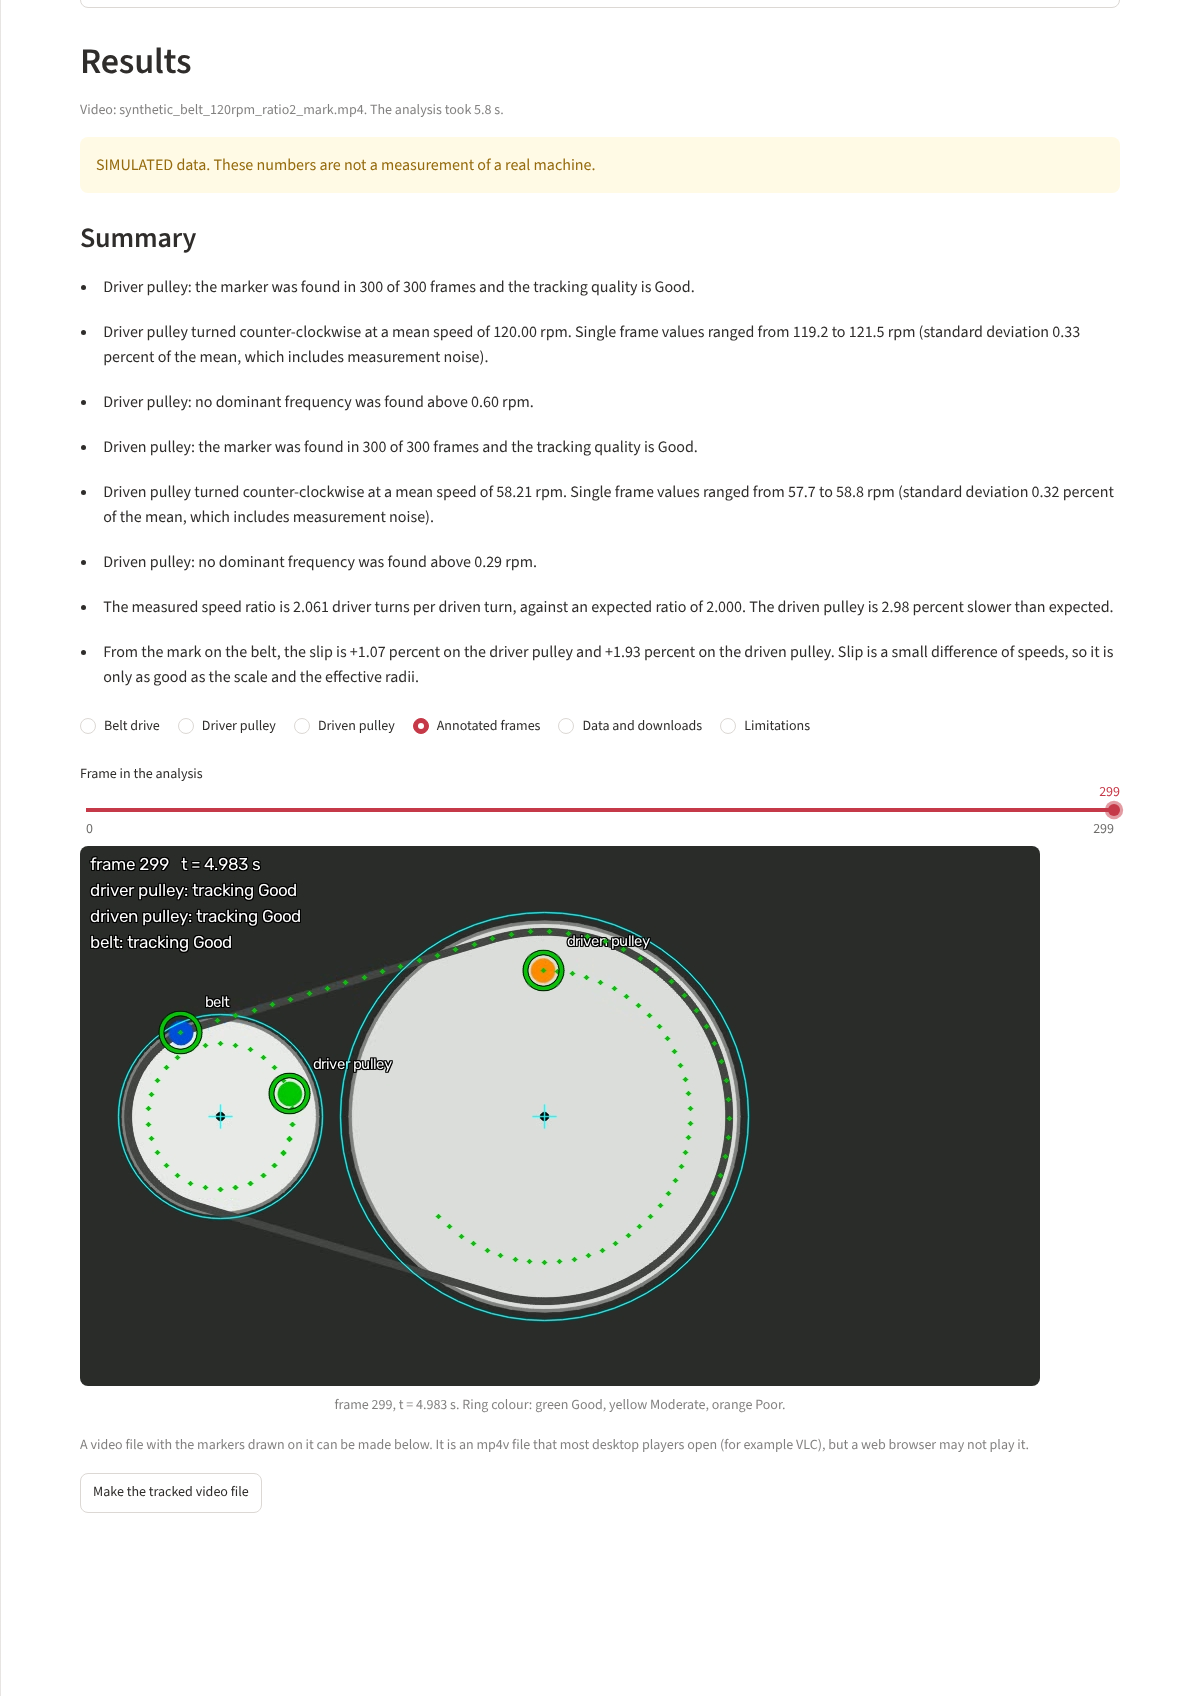 Results
Video: synthetic_belt_120rpm_ratio2_mark.mp4. The analysis took 5.8 s.
SIMULATED data. These numbers are not a measurement of a real machine.
Summary
• Driver pulley: the marker was found in 300 of 300 frames and the tracking quality is Good.
• Driver pulley turned counter-clockwise at a mean speed of 120.00 rpm. Single frame values ranged from 119.2 to 121.5 rpm (standard deviation 0.33
percent of the mean, which includes measurement noise).
• Driver pulley: no dominant frequency was found above 0.60 rpm.
• Driven pulley: the marker was found in 300 of 300 frames and the tracking quality is Good.
• Driven pulley turned counter-clockwise at a mean speed of 58.21 rpm. Single frame values ranged from 57.7 to 58.8 rpm (standard deviation 0.32 percent
of the mean, which includes measurement noise).
• Driven pulley: no dominant frequency was found above 0.29 rpm.
• The measured speed ratio is 2.061 driver turns per driven turn, against an expected ratio of 2.000. The driven pulley is 2.98 percent slower than expected.
• From the mark on the belt, the slip is +1.07 percent on the driver pulley and +1.93 percent on the driven pulley. Slip is a small difference of speeds, so it is
only as good as the scale and the effective radii.
Belt drive Driver pulley Driven pulley Annotated frames Data and downloads Limitations
Frame in the analysis
299
0 299
frame 299 t = 4.983 s
driver pulley: tracking Good
driven pulley: tracking Good
belt: tracking Good
driven pulley
belt
driver pulley
frame 299, t = 4.983 s. Ring colour: green Good, yellow Moderate, orange Poor.
A video file with the markers drawn on it can be made below. It is an mp4v file that most desktop players open (for example VLC), but a web browser may not play it.
Make the tracked video file